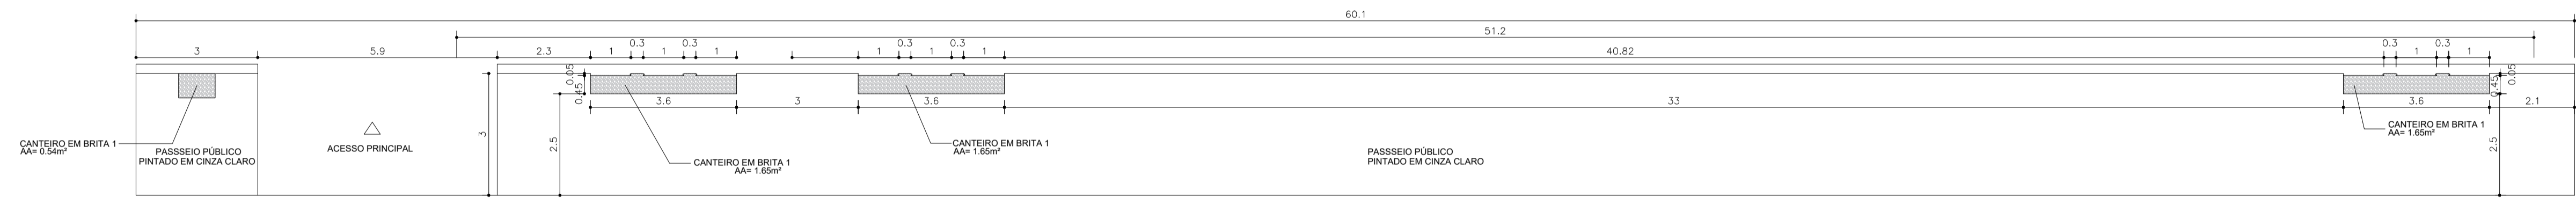 60.1
51.2
3
5.9
2.3
1
0.3
1
0.3
1
1
0.3
1
0.3
1
40.82
0.3
1
0.3
1
0.05
0.45
3.6
3
3.6
33
3.6
2.1
0.45
0.05
3
2.5
2.5
CANTEIRO EM BRITA 1
AA= 0.54m²
PASSSEIO PÚBLICO
PINTADO EM CINZA CLARO
ACESSO PRINCIPAL
CANTEIRO EM BRITA 1
AA= 1.65m²
CANTEIRO EM BRITA 1
AA= 1.65m²
PASSSEIO PÚBLICO
PINTADO EM CINZA CLARO
CANTEIRO EM BRITA 1
AA= 1.65m²